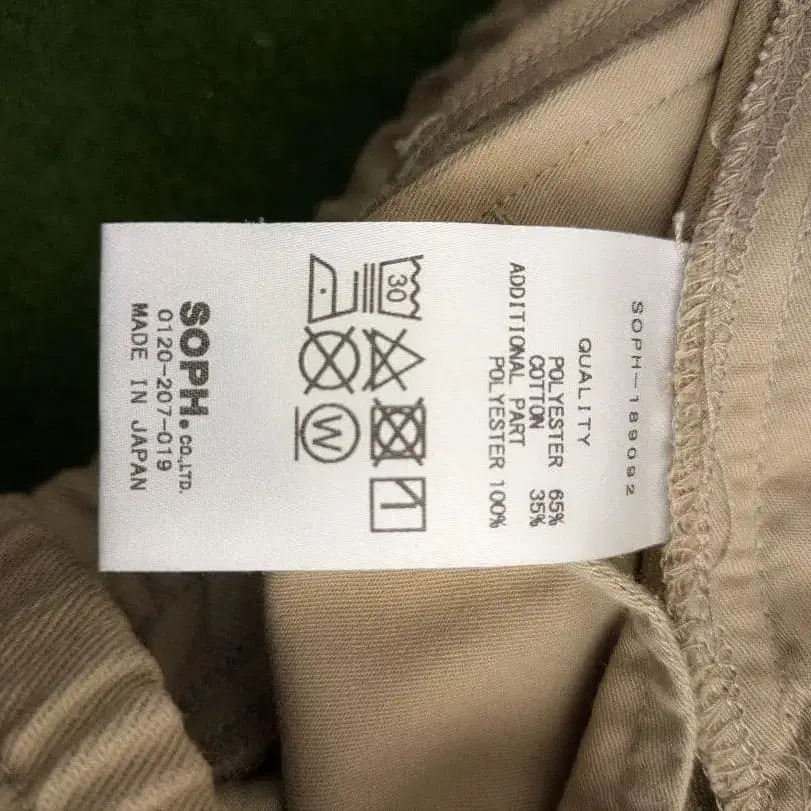 SOPH-189092
QUALITY
POLYESTER 65%
COTTON 35%
ADDITIONAL PART
POLYESTER 100%
30
W
SOPH.CO.,LTD.
0120-207-019
MADE IN JAPAN